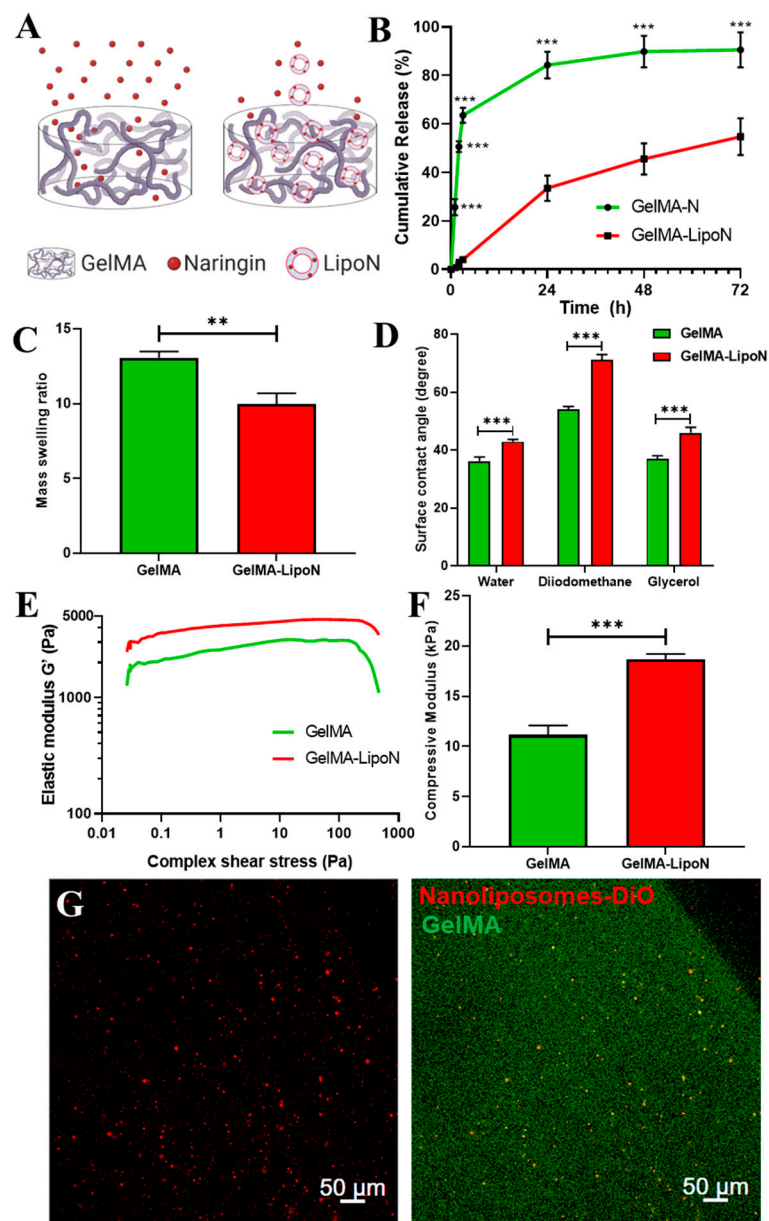 A
GelMA
Naringin
LipoN
B
Cumulative Release (%)
100
80
60
40
20
0
***
***
***
***
***
***
GelMA-N
GelMA-LipoN
0
24
48
72
Time (h)
C
Mass swelling ratio
15
10
5
0
**
GelMA
GelMA-LipoN
D
Surface contact angle (degree)
80
60
40
20
0
***
***
***
GelMA
GelMA-LipoN
Water
Diiodomethane
Glycerol
E
Elastic modulus G' (Pa)
5000
1000
100
GelMA
GelMA-LipoN
0.01
0.1
1
10
100
1000
Complex shear stress (Pa)
F
Compressive Modulus (kPa)
25
20
15
10
5
0
***
GelMA
GelMA-LipoN
G
50 µm
Nanoliposomes-DiO
GelMA
50 µm